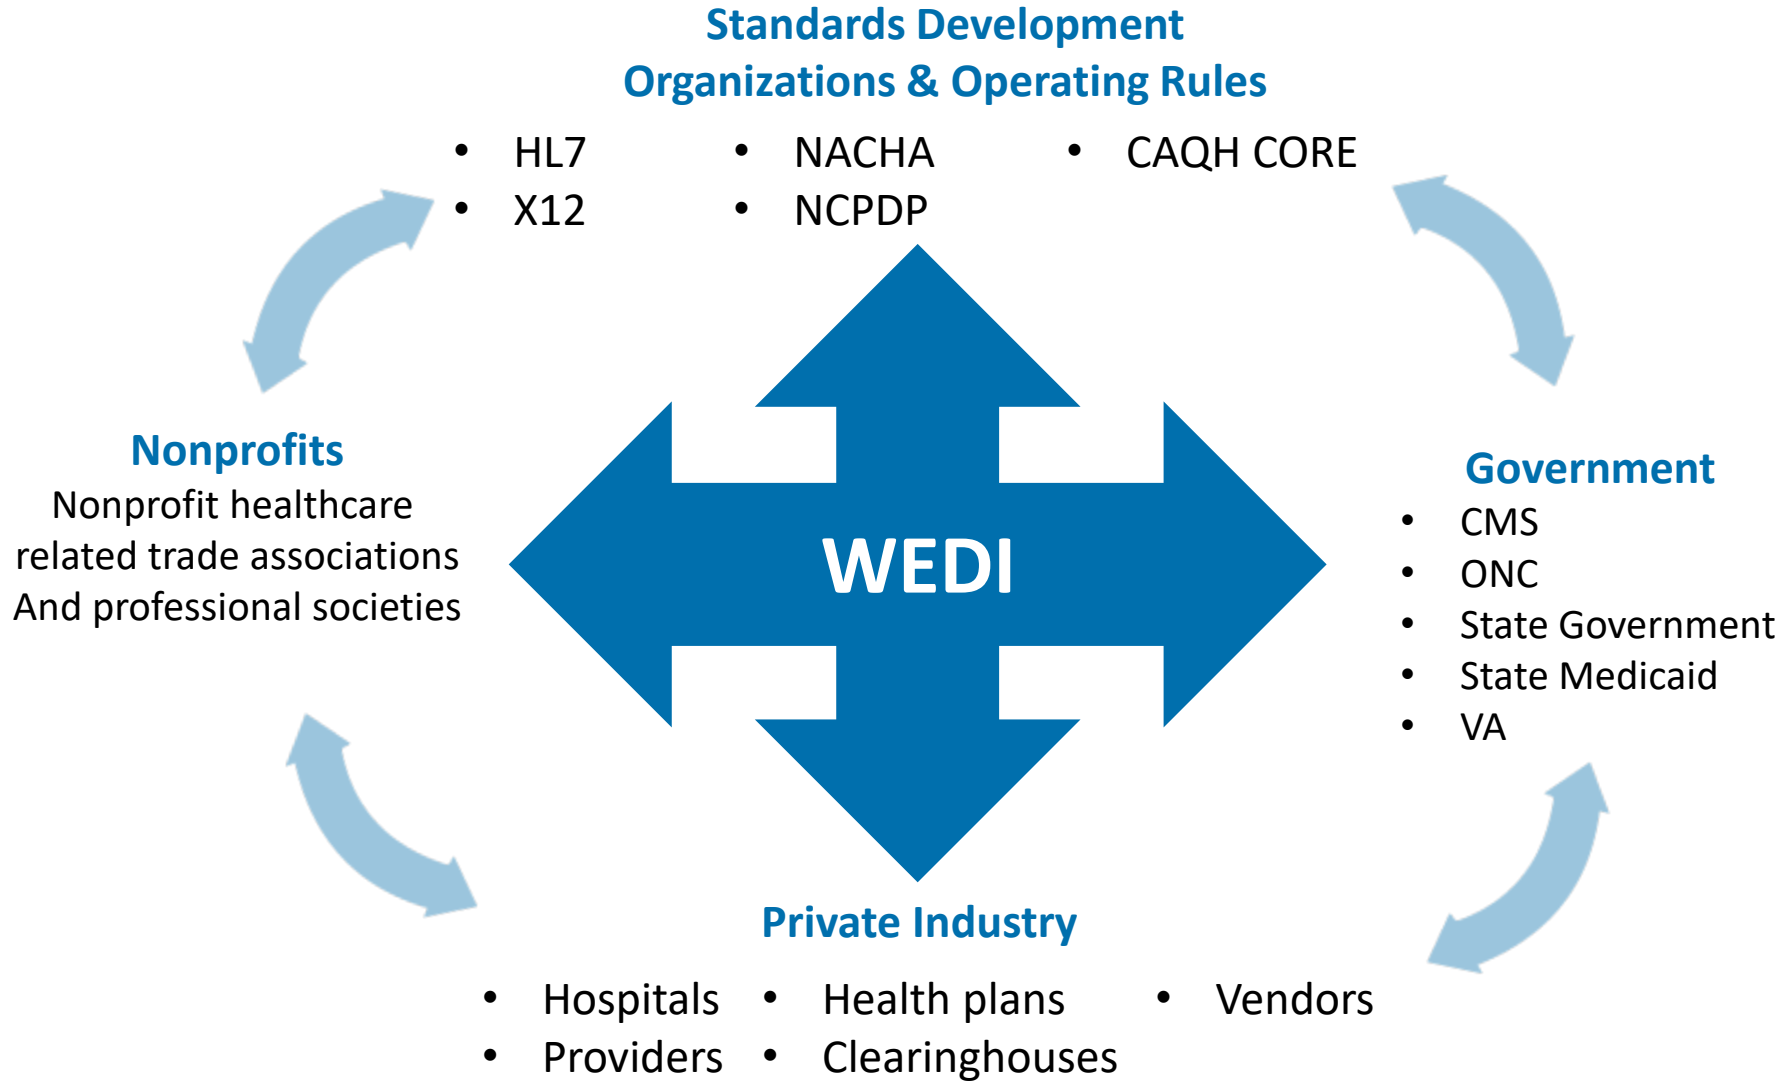 Standards Development
Organizations & Operating Rules
• HL7 • NACHA • CAQH CORE
• X12 • NCPDP
Nonprofits
Nonprofit healthcare
related trade associations
And professional societies
WEDI
Government
• CMS
• ONC
• State Government
• State Medicaid
• VA
Private Industry
• Hospitals • Health plans • Vendors
• Providers • Clearinghouses